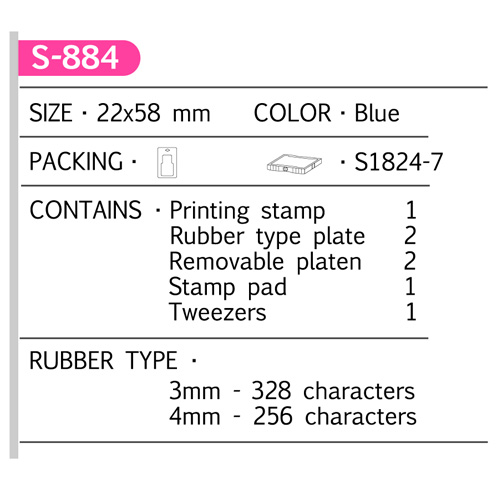 S-884
SIZE · 22x58 mm COLOR · Blue
PACKING · · S1824-7
CONTAINS · Printing stamp 1
Rubber type plate 2
Removable platen 2
Stamp pad 1
Tweezers 1
RUBBER TYPE ·
3mm - 328 characters
4mm - 256 characters